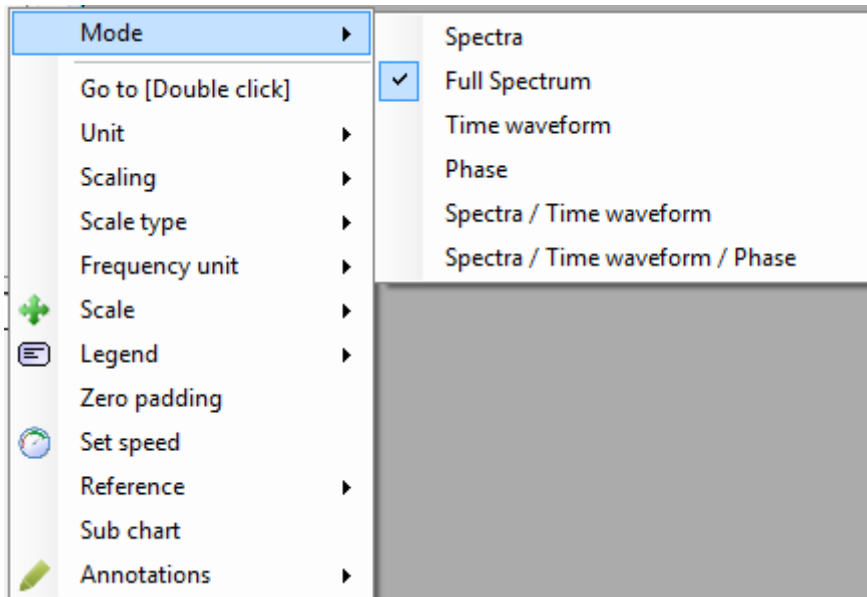 Mode
Go to [Double click]
Unit
Scaling
Scale type
Frequency unit
Scale
Legend
Zero padding
Set speed
Reference
Sub chart
Annotations
Spectra
Full Spectrum
Time waveform
Phase
Spectra / Time waveform
Spectra / Time waveform / Phase